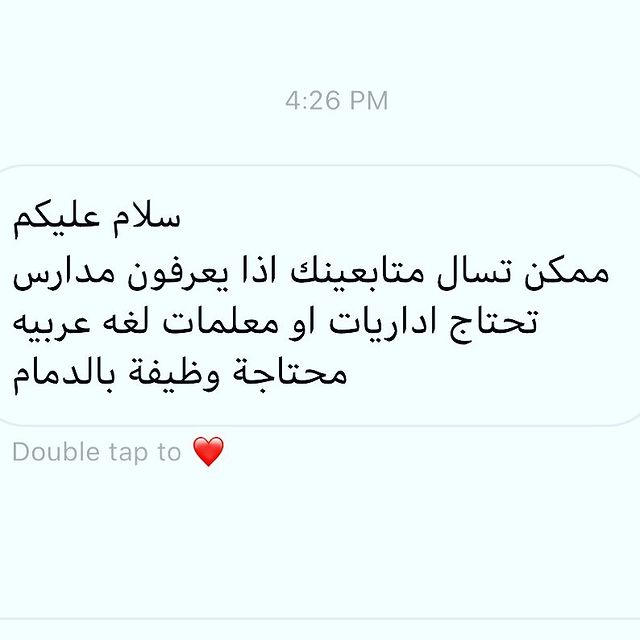 4:26 PM
سلام عليكم
ممكن تسال متابعينك اذا يعرفون مدارس
تحتاج اداريات او معلمات لغه عربيه
محتاجة وظيفة بالدمام
Double tap to ❤️